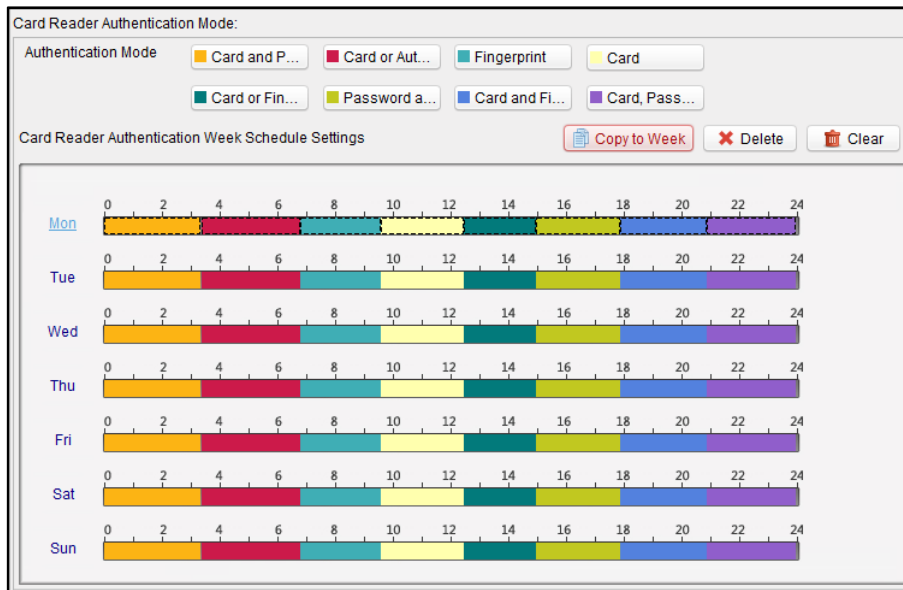 Card Reader Authentication Mode:
Authentication Mode Card and P... Card or Aut... Fingerprint Card
Card or Fin... Password a... Card and Fi... Card, Pass...
Card Reader Authentication Week Schedule Settings Copy to Week Delete Clear
0 2 4 6 8 10 12 14 16 18 20 22 24
Mon
0 2 4 6 8 10 12 14 16 18 20 22 24
Tue
0 2 4 6 8 10 12 14 16 18 20 22 24
Wed
0 2 4 6 8 10 12 14 16 18 20 22 24
Thu
0 2 4 6 8 10 12 14 16 18 20 22 24
Fri
0 2 4 6 8 10 12 14 16 18 20 22 24
Sat
0 2 4 6 8 10 12 14 16 18 20 22 24
Sun